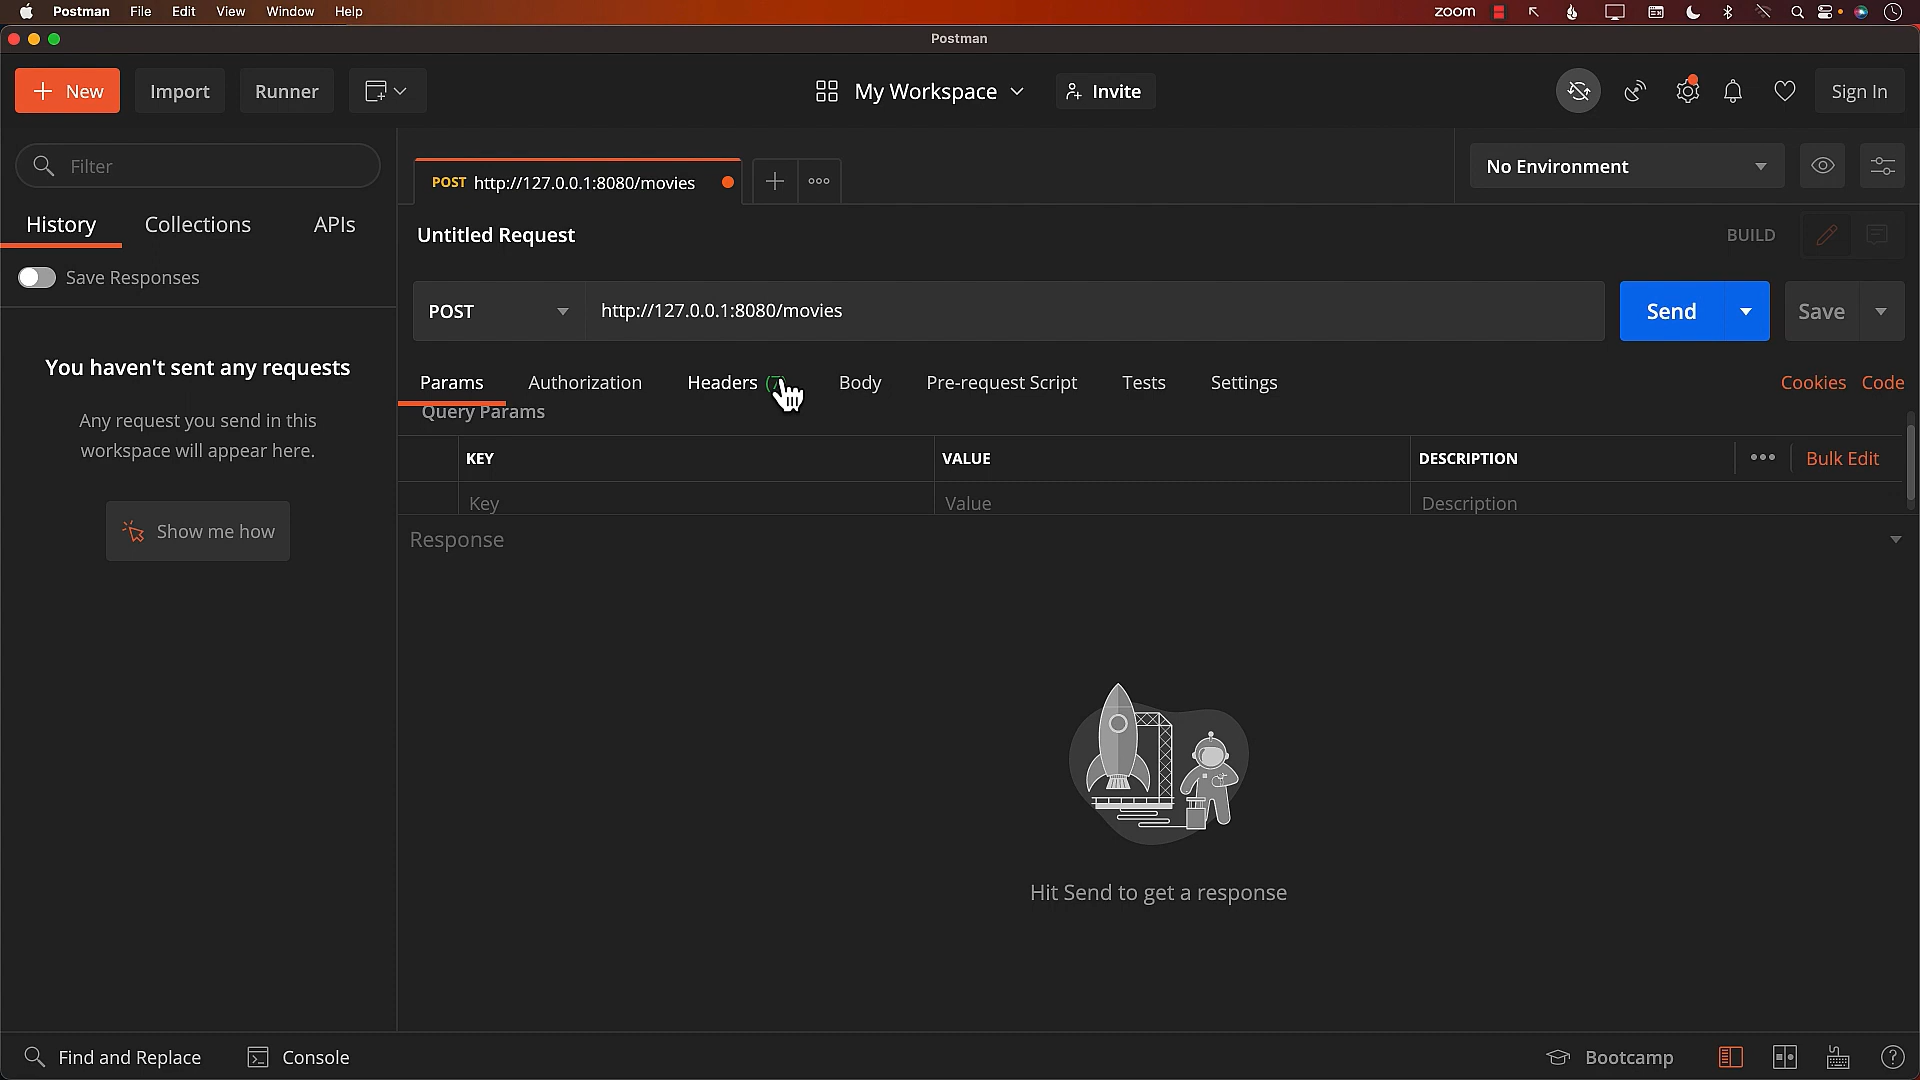 Postman File Edit View Window Help zoom
Postman
New Import Runner My Workspace Invite Sign In
Filter
POST http://127.0.0.1:8080/movies
No Environment
History Collections APIs
Untitled Request
BUILD
Save Responses
POST http://127.0.0.1:8080/movies Send Save
You haven't sent any requests
Any request you send in this
workspace will appear here.
Show me how
Params Authorization Headers Body Pre-request Script Tests Settings Cookies Code
Query Params
KEY VALUE DESCRIPTION Bulk Edit
Key Value Description
Response
Hit Send to get a response
Find and Replace Console Bootcamp